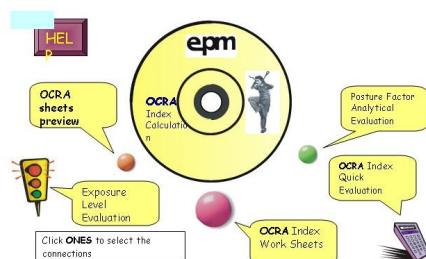 HEL
P
epm
OCRA
sheets
preview
OCRA
Index
Calculatio
n
Posture Factor
Analytical
Evaluation
OCRA Index
Quick
Evaluation
Exposure
Level
Evaluation
OCRA Index
Work Sheets
Click ONES to select the
connections